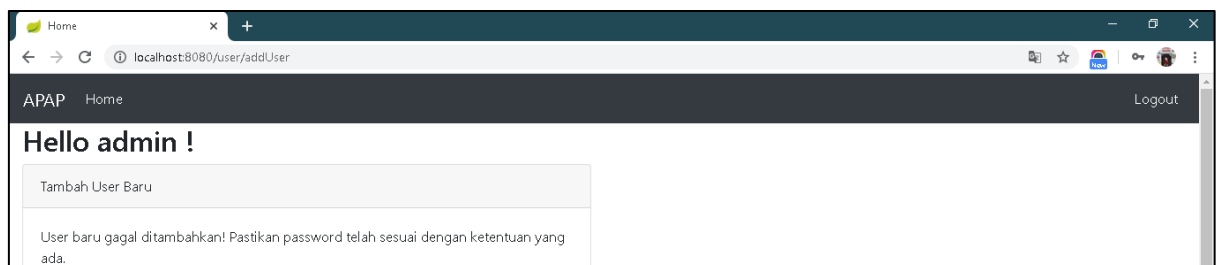 Home
localhost:8080/user/addUser
New
APAP Home Logout
Hello admin !
Tambah User Baru
User baru gagal ditambahkan! Pastikan password telah sesuai dengan ketentuan yang
ada.